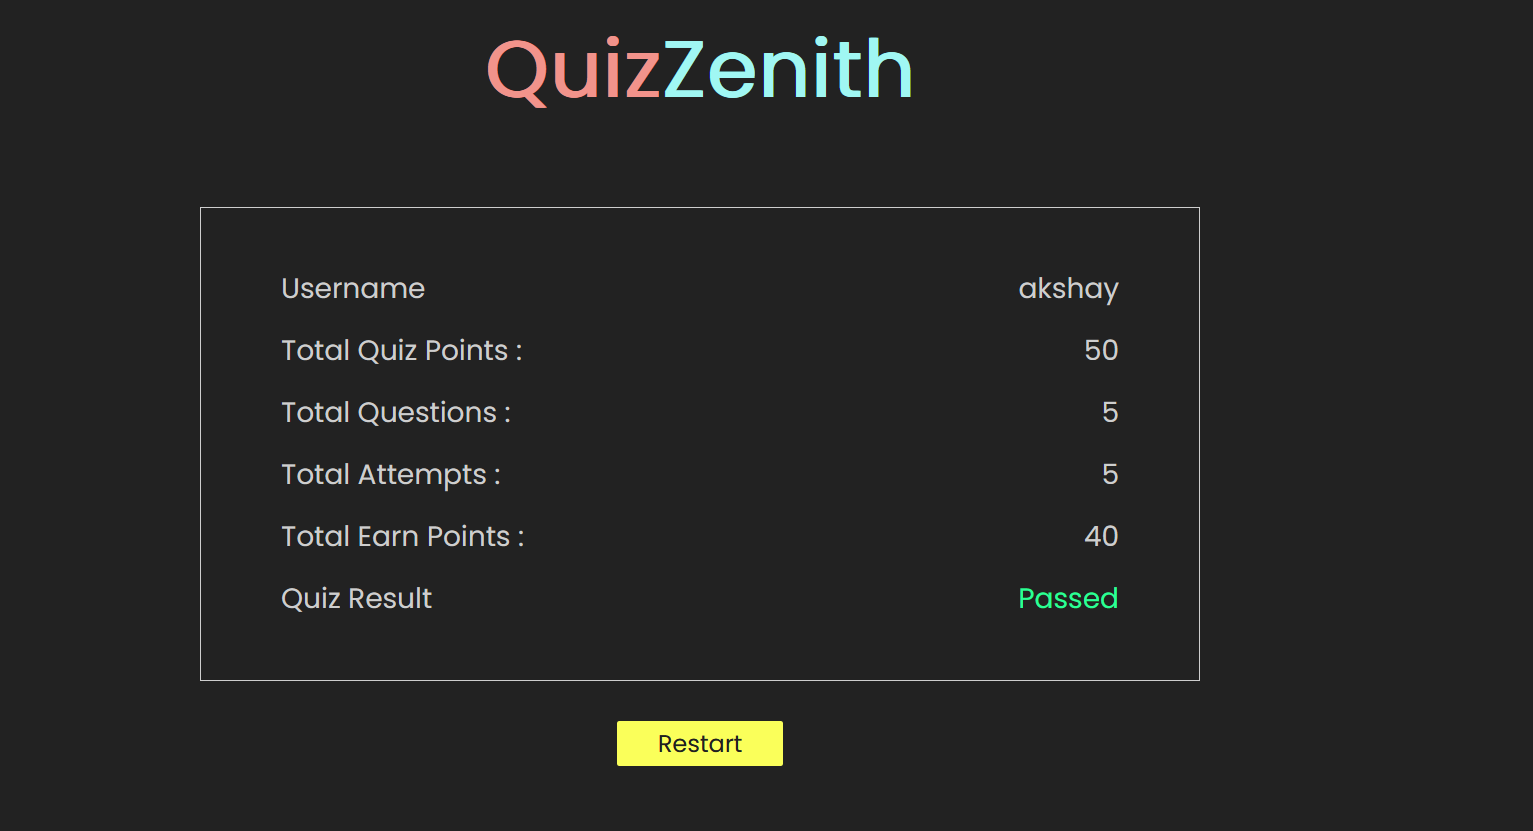 QuizZenith
Username akshay
Total Quiz Points : 50
Total Questions : 5
Total Attempts : 5
Total Earn Points : 40
Quiz Result Passed
Restart